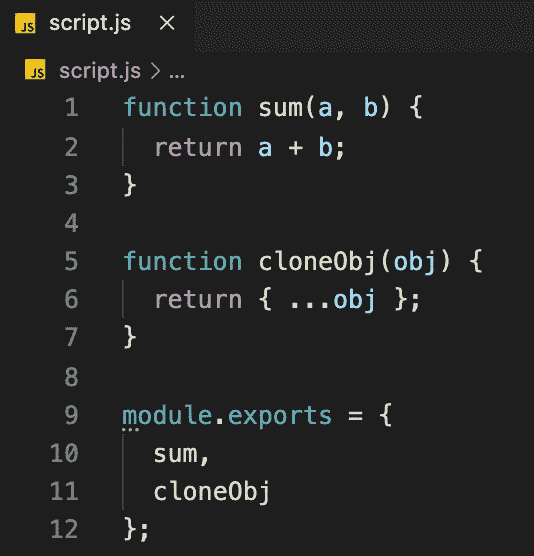 JS script.js ×
JS script.js > ...
1 function sum(a, b) {
2   return a + b;
3 }
4
5 function cloneObj(obj) {
6   return { ...obj };
7 }
8
9 module.exports = {
10   sum,
11   cloneObj
12 };